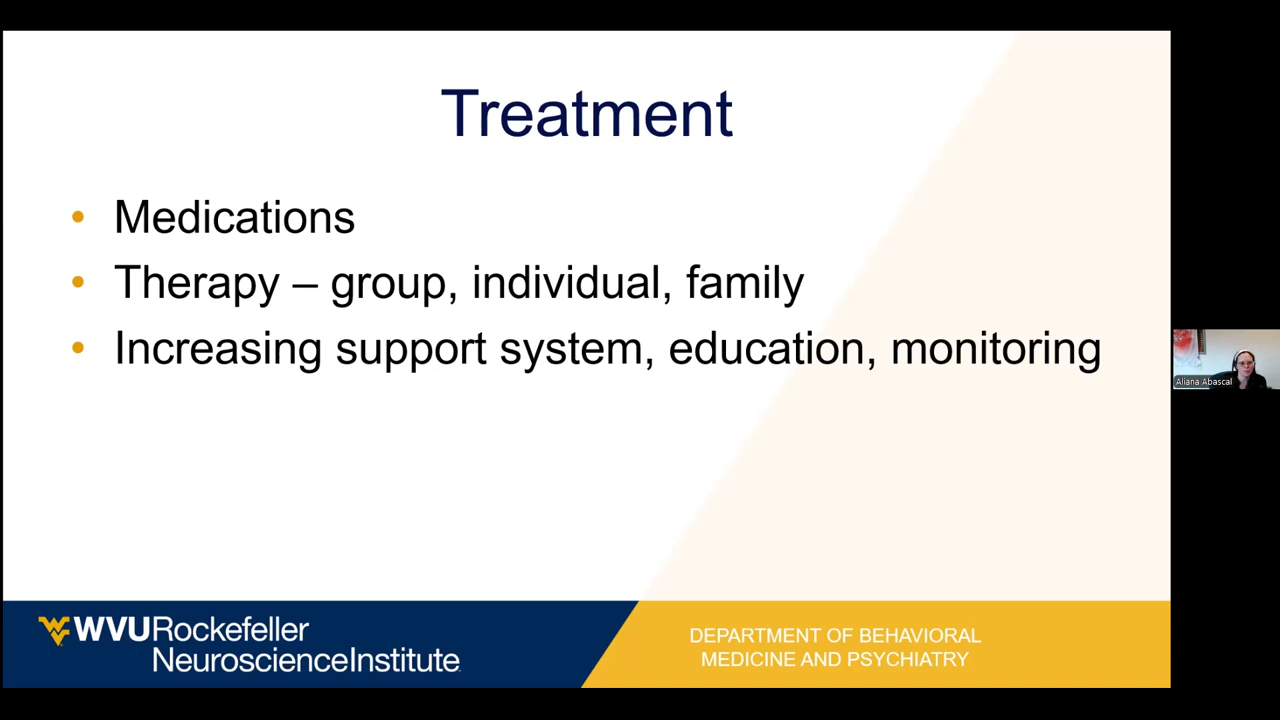 Treatment
• Medications
• Therapy – group, individual, family
• Increasing support system, education, monitoring
Aliana Abascal
WVURockefeller
NeuroscienceInstitute
DEPARTMENT OF BEHAVIORAL
MEDICINE AND PSYCHIATRY